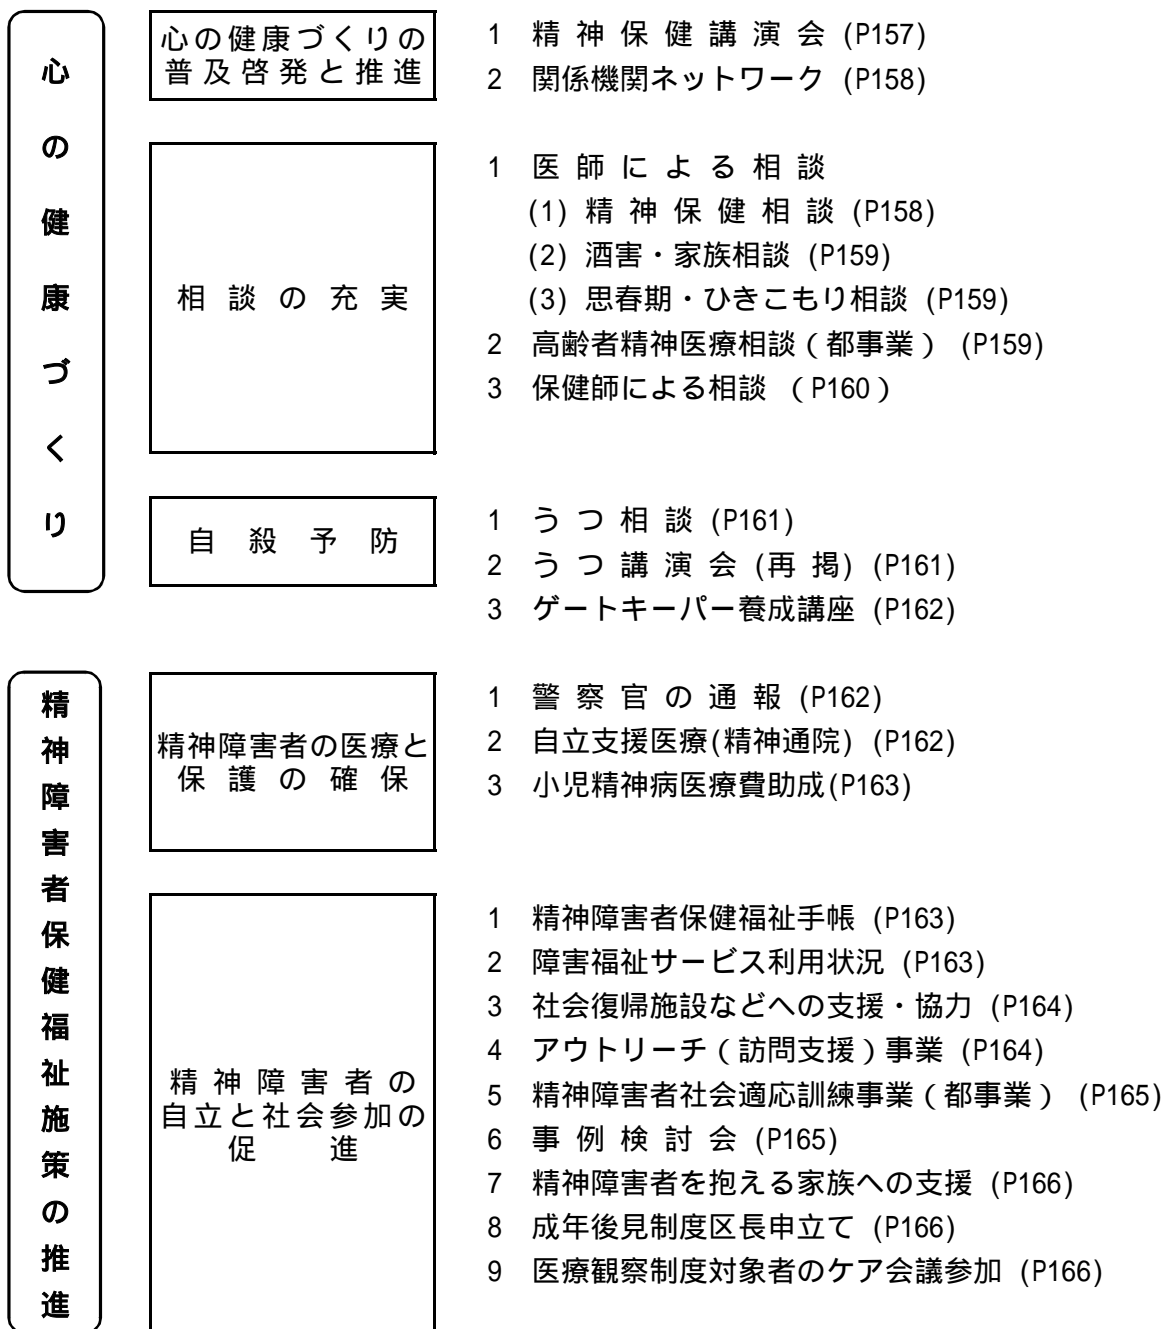 心の健康づくり
心の健康づくりの
普及啓発と推進
1 精神保健講演会 (P157)
2 関係機関ネットワーク (P158)
相談の充実
1 医師による相談
(1) 精神保健相談 (P158)
(2) 酒害・家族相談 (P159)
(3) 思春期・ひきこもり相談 (P159)
2 高齢者精神医療相談(都事業) (P159)
3 保健師による相談 (P160)
自殺予防
1 うつ相談 (P161)
2 うつ講演会 (再掲) (P161)
3 ゲートキーパー養成講座 (P162)
精神障害者保健福祉施策の推進
精神障害者の医療と
保護の確保
1 警察官の通報 (P162)
2 自立支援医療(精神通院) (P162)
3 小児精神病医療費助成(P163)
精神障害者の
自立と社会参加の
促進
1 精神障害者保健福祉手帳 (P163)
2 障害福祉サービス利用状況 (P163)
3 社会復帰施設などへの支援・協力 (P164)
4 アウトリーチ(訪問支援)事業 (P164)
5 精神障害者社会適応訓練事業(都事業) (P165)
6 事例検討会 (P165)
7 精神障害者を抱える家族への支援 (P166)
8 成年後見制度区長申立て (P166)
9 医療観察制度対象者のケア会議参加 (P166)